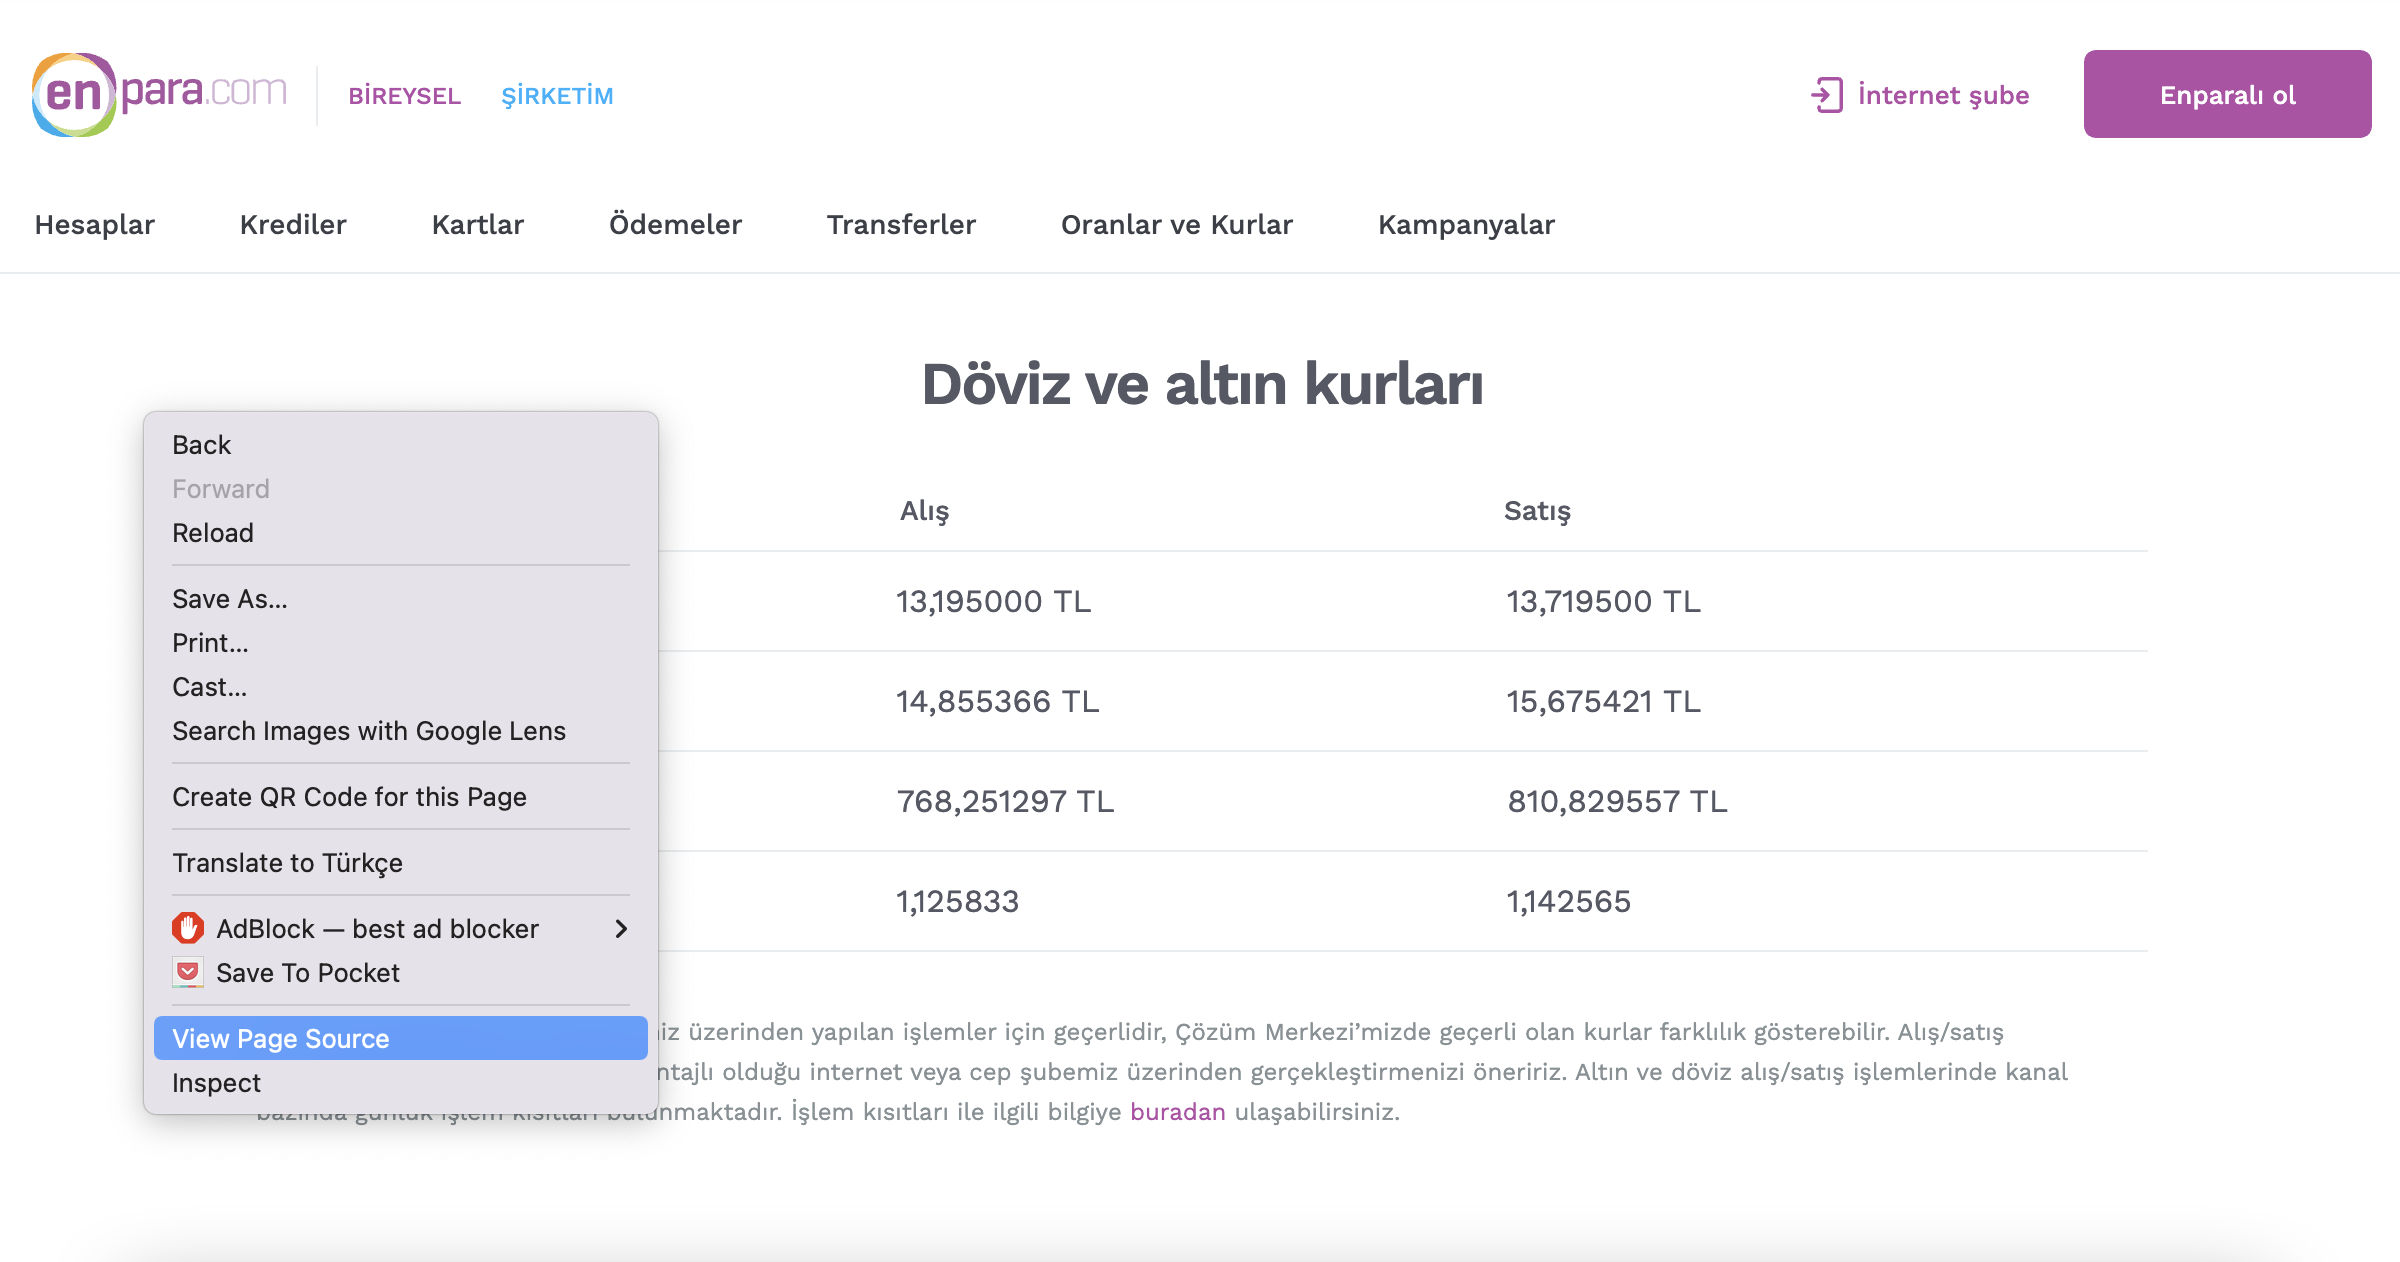 enpara.com
BİREYSEL
ŞİRKETİM
İnternet şube
Enparalı ol
Hesaplar
Krediler
Kartlar
Ödemeler
Transferler
Oranlar ve Kurlar
Kampanyalar
Döviz ve altın kurları
Back
Forward
Reload
Save As...
Print...
Cast...
Search Images with Google Lens
Create QR Code for this Page
Translate to Türkçe
AdBlock — best ad blocker
Save To Pocket
View Page Source
Inspect
Alış
Satış
13,195000 TL
13,719500 TL
14,855366 TL
15,675421 TL
768,251297 TL
810,829557 TL
1,125833
1,142565
üzerinden yapılan işlemler için geçerlidir, Çözüm Merkezi’mizde geçerli olan kurlar farklılık gösterebilir. Alış/satış
olduğu internet veya cep şubemiz üzerinden gerçekleştirmenizi öneririz. Altın ve döviz alış/satış işlemlerinde kanal
bazında günlük işlem kısıtları bulunmaktadır. İşlem kısıtları ile ilgili bilgiye buradan ulaşabilirsiniz.